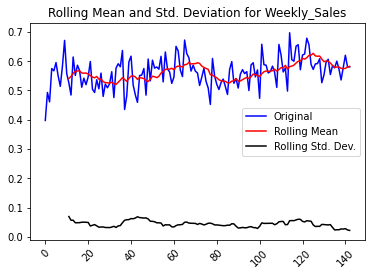 Rolling Mean and Std. Deviation for Weekly_Sales
0.7
0.6
0.5
0.4
0.3
0.2
0.1
0.0
Original
Rolling Mean
Rolling Std. Dev.
0 20 40 60 80 100 120 140